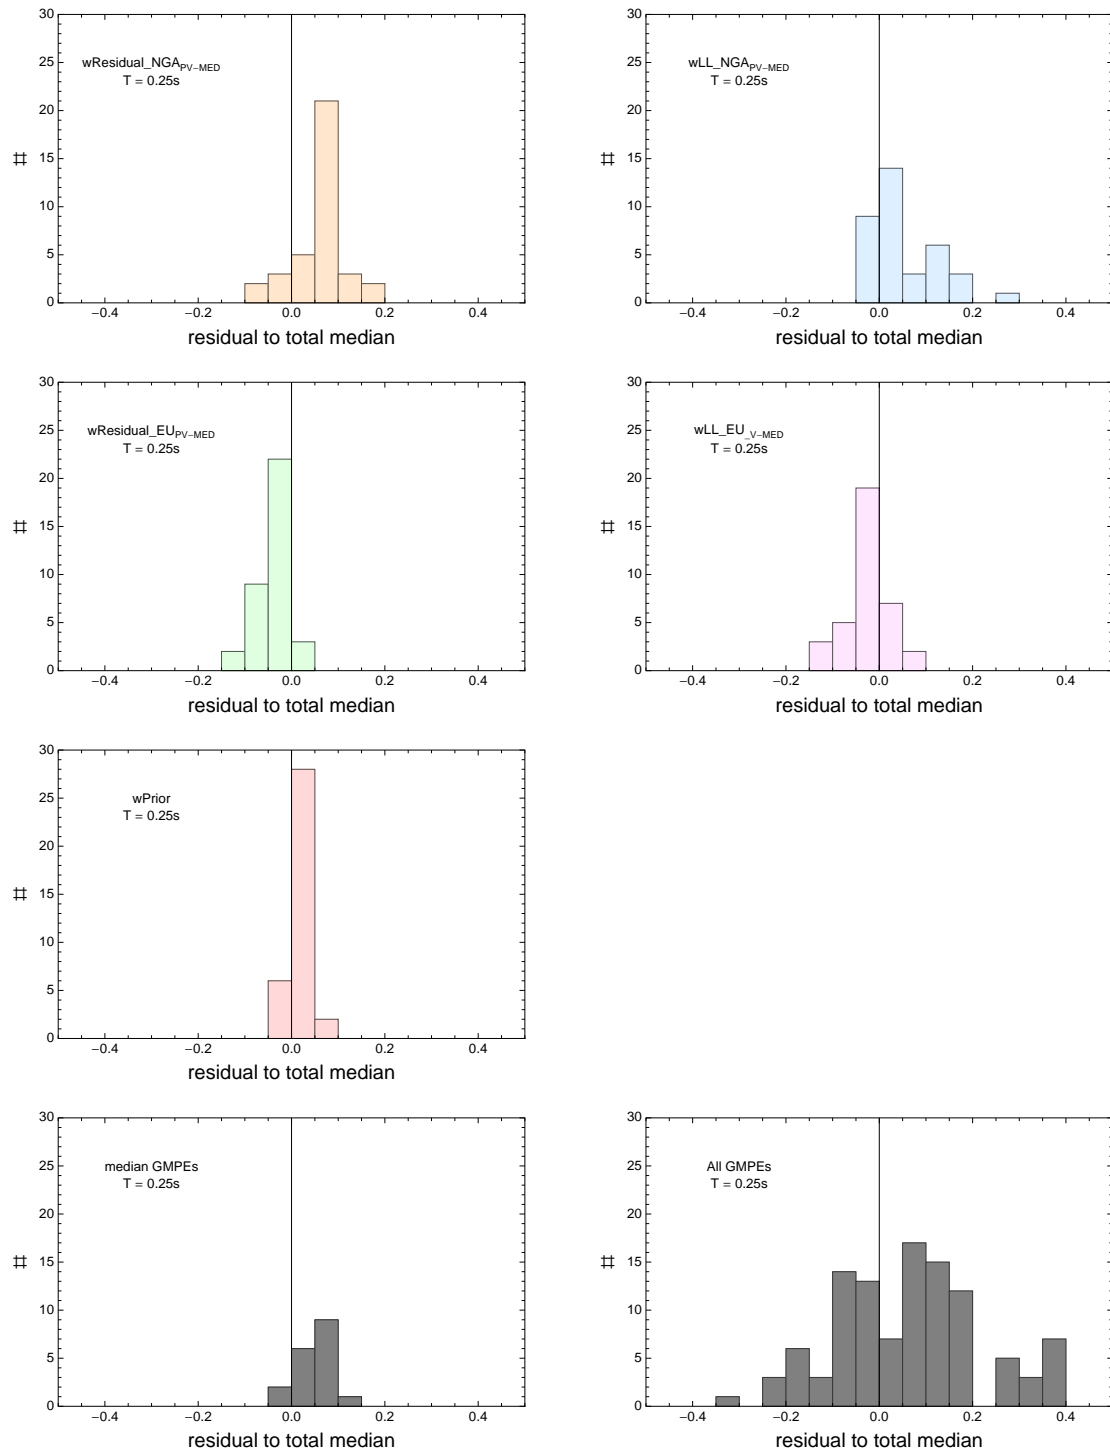 30
25
20
15
10
5
0
#
wResidual_NGA PV−MED
T = 0.25s
−0.4 −0.2 0.0 0.2 0.4
residual to total median
30
25
20
15
10
5
0
#
wLL_NGA PV−MED
T = 0.25s
−0.4 −0.2 0.0 0.2 0.4
residual to total median
30
25
20
15
10
5
0
#
wResidual_EU PV−MED
T = 0.25s
−0.4 −0.2 0.0 0.2 0.4
residual to total median
30
25
20
15
10
5
0
#
wLL_EU _V−MED
T = 0.25s
−0.4 −0.2 0.0 0.2 0.4
residual to total median
30
25
20
15
10
5
0
#
wPrior
T = 0.25s
−0.4 −0.2 0.0 0.2 0.4
residual to total median
30
25
20
15
10
5
0
#
median GMPEs
T = 0.25s
−0.4 −0.2 0.0 0.2 0.4
residual to total median
30
25
20
15
10
5
0
#
All GMPEs
T = 0.25s
−0.4 −0.2 0.0 0.2 0.4
residual to total median